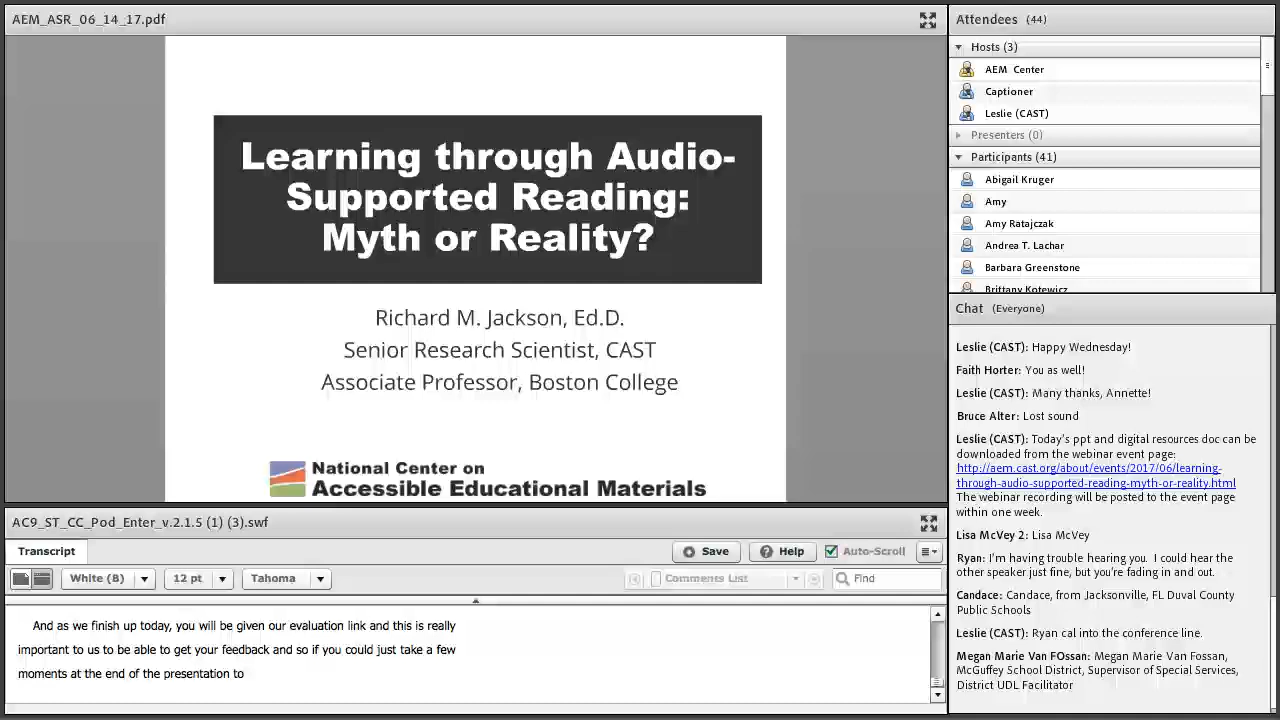 AEM_ASR_06_14_17.pdf
Learning through Audio-
Supported Reading:
Myth or Reality?
Richard M. Jackson, Ed.D.
Senior Research Scientist, CAST
Associate Professor, Boston College
National Center on
Accessible Educational Materials
AC9_ST_CC_Pod_Enter_v.2.1.5 (1) (3).swf
Transcript
Save
Help
Auto-Scroll
White (B)
12 pt
Tahoma
Comments List
Find
And as we finish up today, you will be given our evaluation link and this is really
important to us to be able to get your feedback and so if you could just take a few
moments at the end of the presentation to
Attendees (44)
Hosts (3)
AEM Center
Captioner
Leslie (CAST)
Presenters (0)
Participants (41)
Abigail Kruger
Amy
Amy Ratajczak
Andrea T. Lachar
Barbara Greenstone
Brittany Kotewicz
Chat (Everyone)
Leslie (CAST): Happy Wednesday!
Faith Horter: You as well!
Leslie (CAST): Many thanks, Annette!
Bruce Alter: Lost sound
Leslie (CAST): Today's ppt and digital resources doc can be
downloaded from the webinar event page:
http://aem.cast.org/about/events/2017/06/learning-
through-audio-supported-reading-myth-or-reality.html
The webinar recording will be posted to the event page
within one week.
Lisa McVey 2: Lisa McVey
Ryan: I'm having trouble hearing you. I could hear the
other speaker just fine, but you're fading in and out.
Candace: Candace, from Jacksonville, FL Duval County
Public Schools
Leslie (CAST): Ryan cal into the conference line.
Megan Marie Van FOssan: Megan Marie Van Fossan,
McGuffey School District, Supervisor of Special Services,
District UDL Facilitator